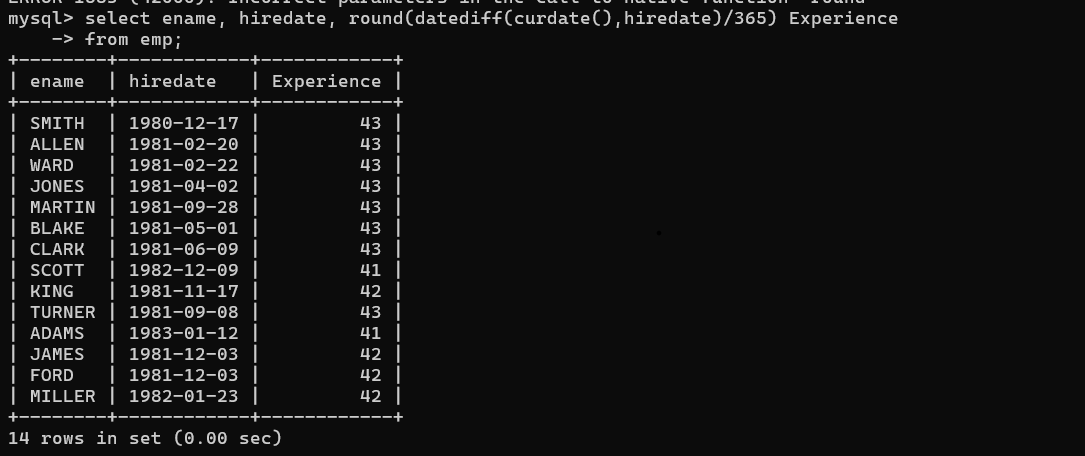 mysql> select ename, hiredate, round(datediff(curdate(),hiredate)/365) Experience
    -> from emp;
+--------+------------+------------+
| ename  | hiredate   | Experience |
+--------+------------+------------+
| SMITH  | 1980-12-17 |         43 |
| ALLEN  | 1981-02-20 |         43 |
| WARD   | 1981-02-22 |         43 |
| JONES  | 1981-04-02 |         43 |
| MARTIN | 1981-09-28 |         43 |
| BLAKE  | 1981-05-01 |         43 |
| CLARK  | 1981-06-09 |         43 |
| SCOTT  | 1982-12-09 |         41 |
| KING   | 1981-11-17 |         42 |
| TURNER | 1981-09-08 |         43 |
| ADAMS  | 1983-01-12 |         41 |
| JAMES  | 1981-12-03 |         42 |
| FORD   | 1981-12-03 |         42 |
| MILLER | 1982-01-23 |         42 |
+--------+------------+------------+
14 rows in set (0.00 sec)